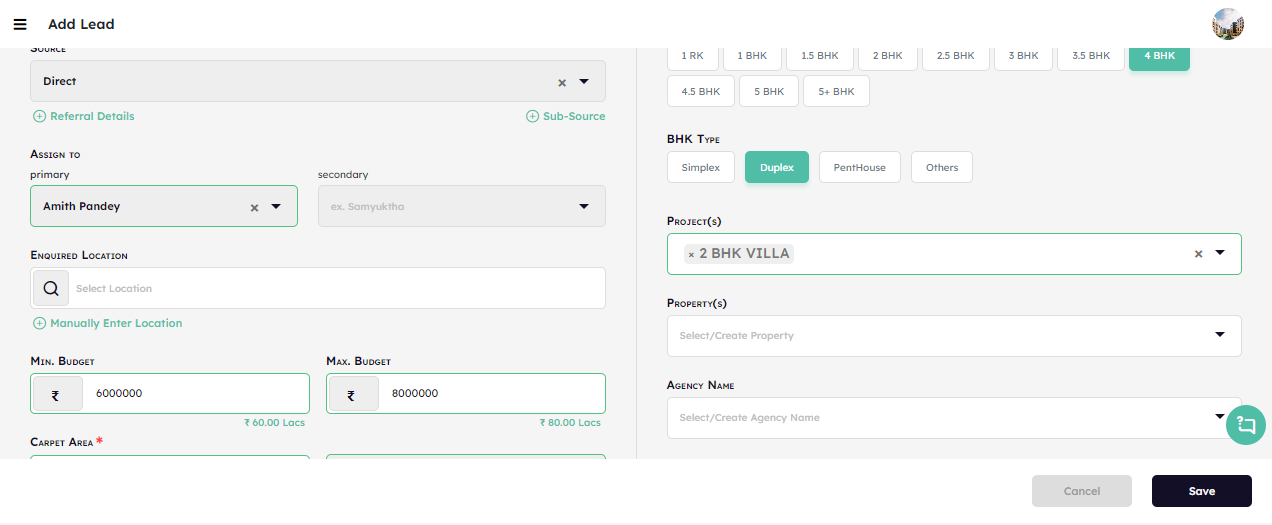 Add Lead
Source
Direct
Referral Details
Sub-Source
Assign to
primary
secondary
Amith Pandey
ex. Samyuktha
Enquired Location
Select Location
Manually Enter Location
Min. Budget
Max. Budget
₹ 6000000
₹ 8000000
₹ 60.00 Lacs
₹ 80.00 Lacs
Carpet Area *
1 RK 1 BHK 1.5 BHK 2 BHK 2.5 BHK 3 BHK 3.5 BHK 4 BHK
4.5 BHK 5 BHK 5+ BHK
BHK Type
Simplex Duplex PentHouse Others
Project(s)
× 2 BHK VILLA
Property(s)
Select/Create Property
Agency Name
Select/Create Agency Name
Cancel
Save